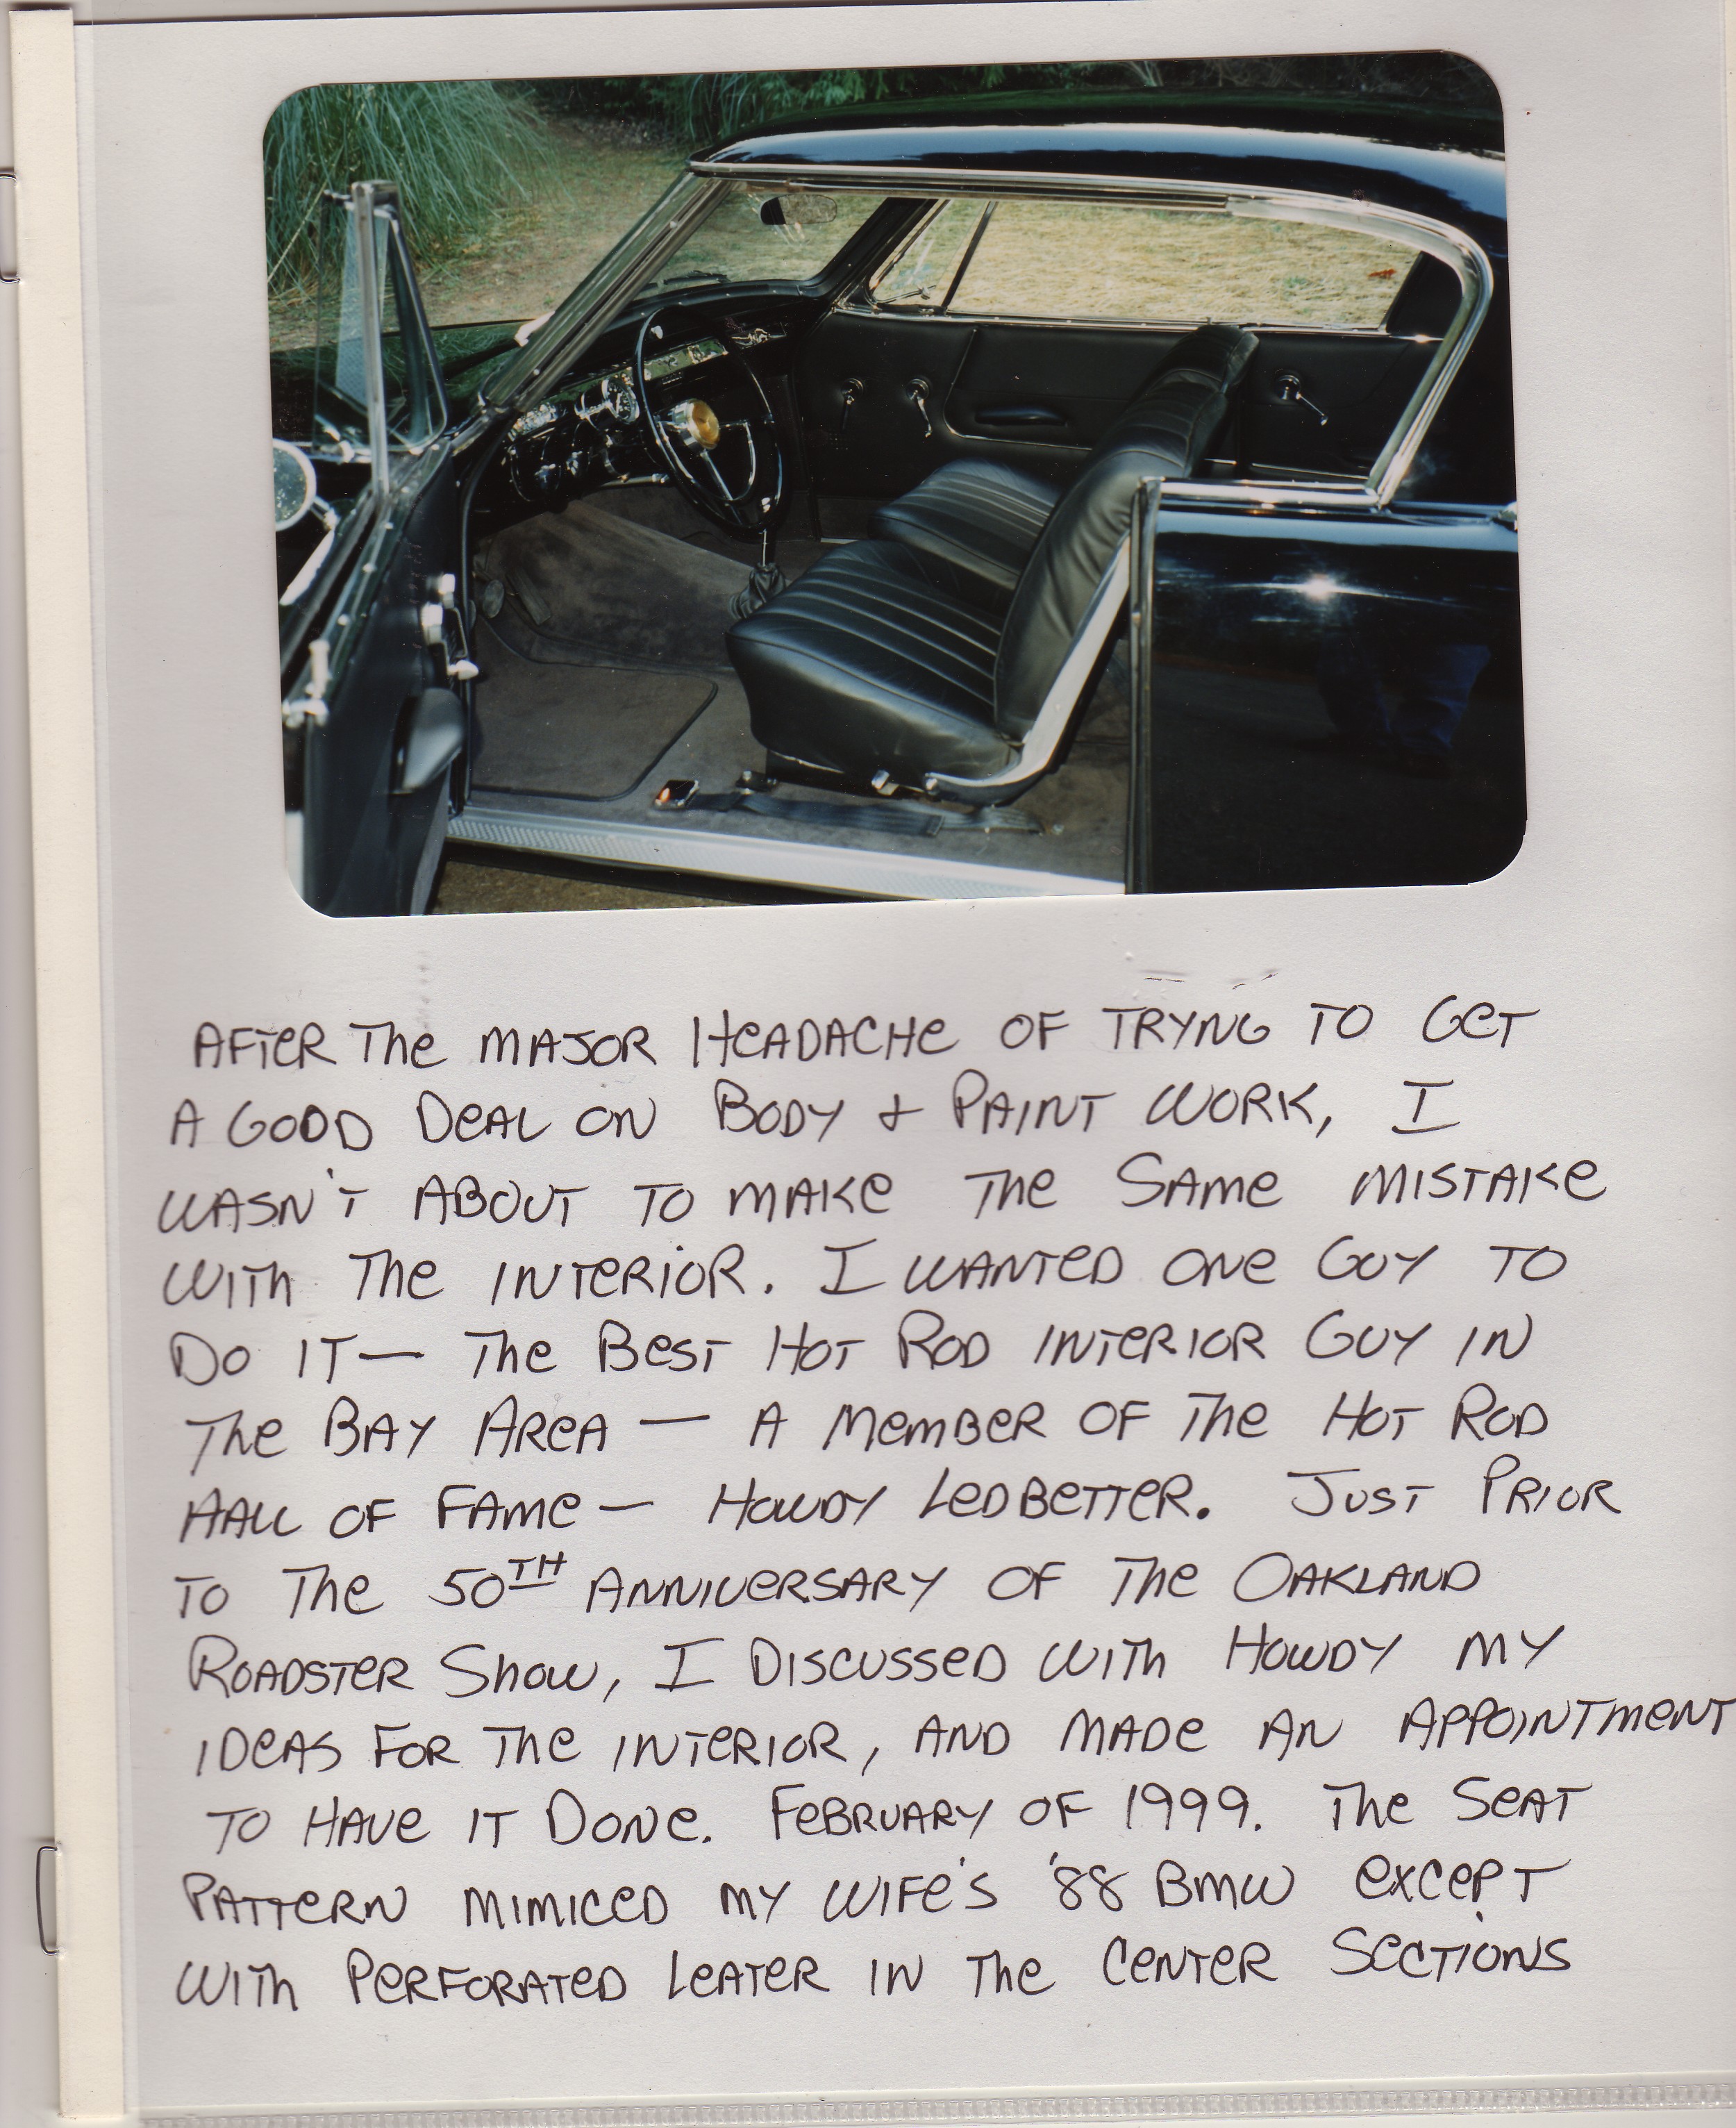 AFTER THE MAJOR HEADACHE OF TRYNG TO GET
A GOOD DEAL ON BODY & PAINT WORK, I
WASN'T ABOUT TO MAKE THE SAME MISTAKE
WITH THE INTERIOR. I WANTED ONE GUY TO
DO IT— THE BEST HOT ROD INTERIOR GUY IN
THE BAY AREA — A MEMBER OF THE HOT ROD
HALL OF FAME — HOWDY LEDBETTER. JUST PRIOR
TO THE 50TH ANNIVERSARY OF THE OAKLAND
ROADSTER SHOW, I DISCUSSED WITH HOWDY MY
IDEAS FOR THE INTERIOR, AND MADE AN APPOINTMENT
TO HAVE IT DONE. FEBRUARY OF 1999. THE SEAT
PATTERN MIMICED MY WIFE'S '88 BMW EXCEPT
WITH PERFORATED LEATER IN THE CENTER SECTIONS